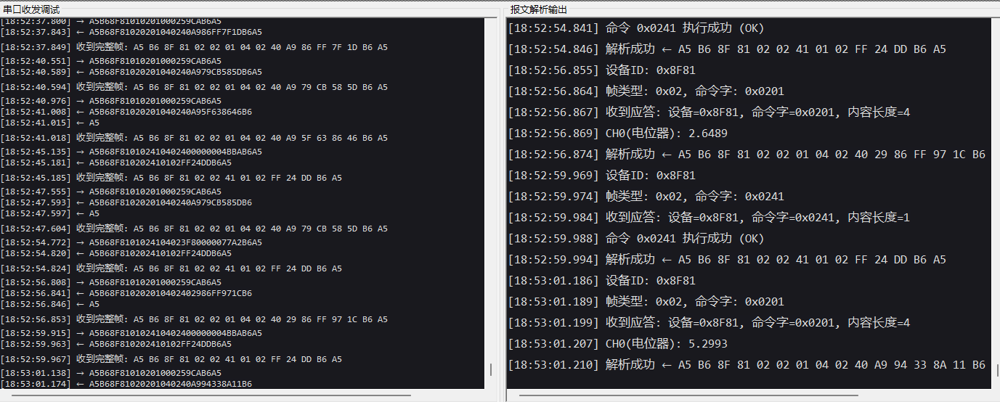 串口收发调试
[18:52:37.800] → A5B68F81010201000259CAB6A5
[18:52:37.843] ← A5B68F81020201040240A986FF7F1DB6A5
[18:52:37.849] 收到完整帧: A5 B6 8F 81 02 02 01 04 02 40 A9 86 FF 7F 1D B6 A5
[18:52:40.551] → A5B68F81010201000259CAB6A5
[18:52:40.589] ← A5B68F81020201040240A979CB585DB6A5
[18:52:40.594] 收到完整帧: A5 B6 8F 81 02 02 01 04 02 40 A9 79 CB 58 5D B6 A5
[18:52:40.976] → A5B68F81010201000259CAB6A5
[18:52:41.008] ← A5B68F81020201040240A95F638646B6
[18:52:41.015] ← A5
[18:52:41.018] 收到完整帧: A5 B6 8F 81 02 02 01 04 02 40 A9 5F 63 86 46 B6 A5
[18:52:45.135] → A5B68F810102410402400000004BBAB6A5
[18:52:45.181] ← A5B68F810202410102FF24DDB6A5
[18:52:45.185] 收到完整帧: A5 B6 8F 81 02 02 41 01 02 FF 24 DD B6 A5
[18:52:47.555] → A5B68F81010201000259CAB6A5
[18:52:47.593] ← A5B68F81020201040240A979CB585DB6
[18:52:47.597] ← A5
[18:52:47.604] 收到完整帧: A5 B6 8F 81 02 02 01 04 02 40 A9 79 CB 58 5D B6 A5
[18:52:54.772] → A5B68F8101024104023F80000077A2B6A5
[18:52:54.820] ← A5B68F810202410102FF24DDB6A5
[18:52:54.824] 收到完整帧: A5 B6 8F 81 02 02 41 01 02 FF 24 DD B6 A5
[18:52:56.808] → A5B68F81010201000259CAB6A5
[18:52:56.841] ← A5B68F810202010402402986FF971CB6
[18:52:56.846] ← A5
[18:52:56.853] 收到完整帧: A5 B6 8F 81 02 02 01 04 02 40 29 86 FF 97 1C B6 A5
[18:52:59.915] → A5B68F810102410402400000004BBAB6A5
[18:52:59.963] ← A5B68F810202410102FF24DDB6A5
[18:52:59.967] 收到完整帧: A5 B6 8F 81 02 02 41 01 02 FF 24 DD B6 A5
[18:53:01.138] → A5B68F81010201000259CAB6A5
[18:53:01.174] ← A5B68F81020201040240A994338A11B6
报文解析输出
[18:52:54.841] 命令 0x0241 执行成功 (OK)
[18:52:54.846] 解析成功 ← A5 B6 8F 81 02 02 41 01 02 FF 24 DD B6 A5
[18:52:56.855] 设备ID: 0x8F81
[18:52:56.864] 帧类型: 0x02, 命令字: 0x0201
[18:52:56.867] 收到应答: 设备=0x8F81, 命令字=0x0201, 内容长度=4
[18:52:56.869] CH0(电位器): 2.6489
[18:52:56.874] 解析成功 ← A5 B6 8F 81 02 02 01 04 02 40 29 86 FF 97 1C B6
[18:52:59.969] 设备ID: 0x8F81
[18:52:59.974] 帧类型: 0x02, 命令字: 0x0241
[18:52:59.984] 收到应答: 设备=0x8F81, 命令字=0x0241, 内容长度=1
[18:52:59.988] 命令 0x0241 执行成功 (OK)
[18:52:59.994] 解析成功 ← A5 B6 8F 81 02 02 41 01 02 FF 24 DD B6 A5
[18:53:01.186] 设备ID: 0x8F81
[18:53:01.189] 帧类型: 0x02, 命令字: 0x0201
[18:53:01.199] 收到应答: 设备=0x8F81, 命令字=0x0201, 内容长度=4
[18:53:01.207] CH0(电位器): 5.2993
[18:53:01.210] 解析成功 ← A5 B6 8F 81 02 02 01 04 02 40 A9 94 33 8A 11 B6